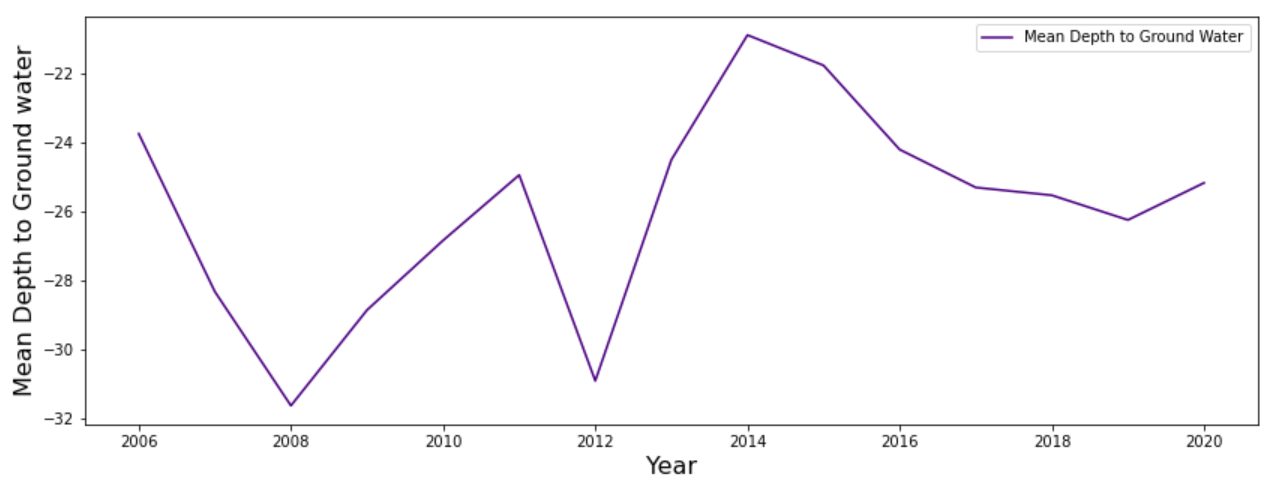 Mean Depth to Ground Water
Mean Depth to Ground water
−22
−24
−26
−28
−30
−32
2006 2008 2010 2012 2014 2016 2018 2020
Year